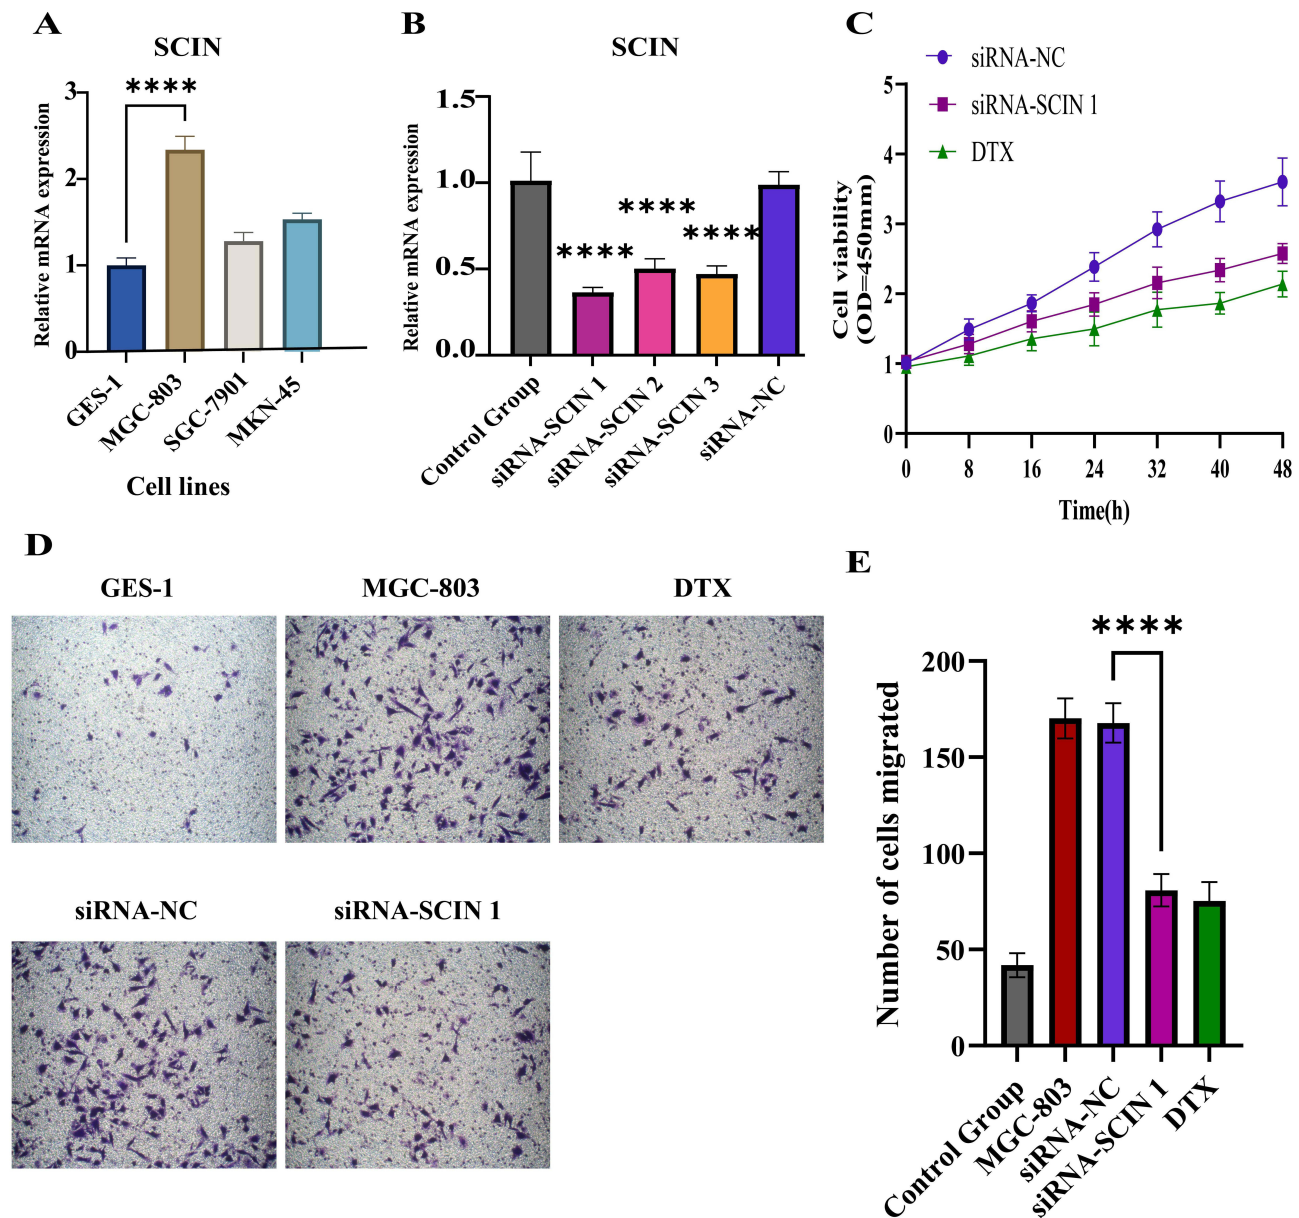 A
SCIN
****
Relative mRNA expression
3
2
1
0
GES-1
MGC-803
SGC-7901
MKN-45
Cell lines
B
SCIN
Relative mRNA expression
1.5
1.0
0.5
0.0
****
****
****
Control Group
siRNA-SCIN 1
siRNA-SCIN 2
siRNA-SCIN 3
siRNA-NC
C
siRNA-NC
siRNA-SCIN 1
DTX
Cell viability
(OD=450mm)
5
4
3
2
1
0
0 8 16 24 32 40 48
Time(h)
D
GES-1
MGC-803
DTX
siRNA-NC
siRNA-SCIN 1
E
****
Number of cells migrated
200
150
100
50
0
Control Group
MGC-803
siRNA-NC
siRNA-SCIN 1
DTX